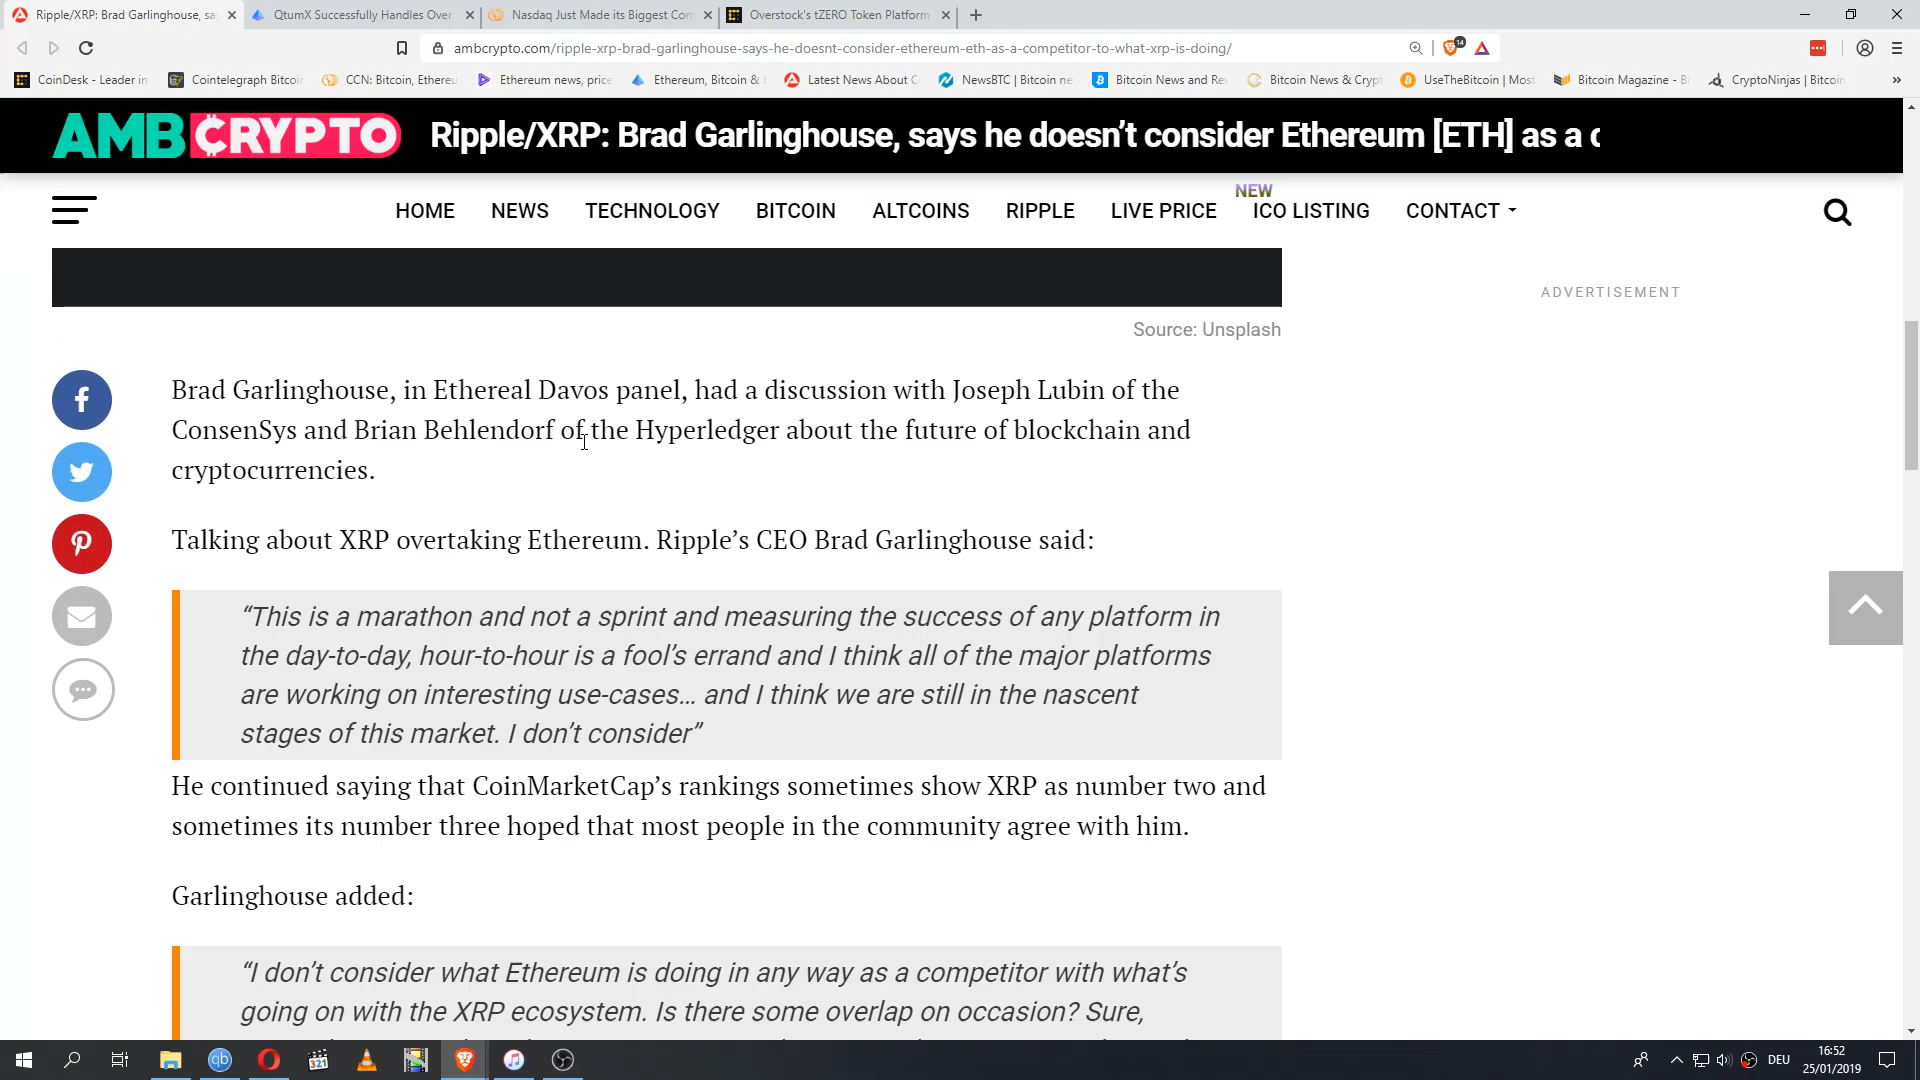 Ripple/XRP: Brad Garlinghouse, sa
QtumX Successfully Handles Over
Nasdaq Just Made its Biggest Con
Overstock's tZERO Token Platform
ambcrypto.com/ripple-xrp-brad-garlinghouse-says-he-doesnt-consider-ethereum-eth-as-a-competitor-to-what-xrp-is-doing/
14
CoinDesk - Leader in
Cointelegraph Bitcoin
CCN: Bitcoin, Ethereu
Ethereum news, price
Ethereum, Bitcoin &
Latest News About C
NewsBTC | Bitcoin ne
Bitcoin News and Re
Bitcoin News & Crypt
UseTheBitcoin | Most
Bitcoin Magazine - Bi
CryptoNinjas | Bitcoin
»
AMBCRYPTO
Ripple/XRP: Brad Garlinghouse, says he doesn't consider Ethereum [ETH] as a c
NEW
HOME NEWS TECHNOLOGY BITCOIN ALTCOINS RIPPLE LIVE PRICE ICO LISTING CONTACT
ADVERTISEMENT
Source: Unsplash
Brad Garlinghouse, in Ethereal Davos panel, had a discussion with Joseph Lubin of the
ConsenSys and Brian Behlendorf of the Hyperledger about the future of blockchain and
cryptocurrencies.
Talking about XRP overtaking Ethereum. Ripple's CEO Brad Garlinghouse said:
“This is a marathon and not a sprint and measuring the success of any platform in
the day-to-day, hour-to-hour is a fool's errand and I think all of the major platforms
are working on interesting use-cases… and I think we are still in the nascent
stages of this market. I don't consider”
He continued saying that CoinMarketCap's rankings sometimes show XRP as number two and
sometimes its number three hoped that most people in the community agree with him.
Garlinghouse added:
“I don't consider what Ethereum is doing in any way as a competitor with what's
going on with the XRP ecosystem. Is there some overlap on occasion? Sure,
qb
321
DEU
16:52
25/01/2019